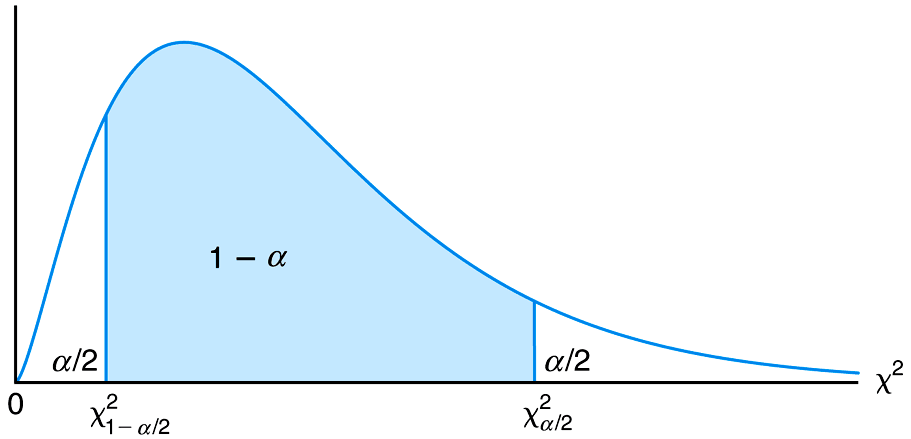 1 − α
α/2
α/2
χ²
0
χ²₁₋α/₂
χ²α/₂